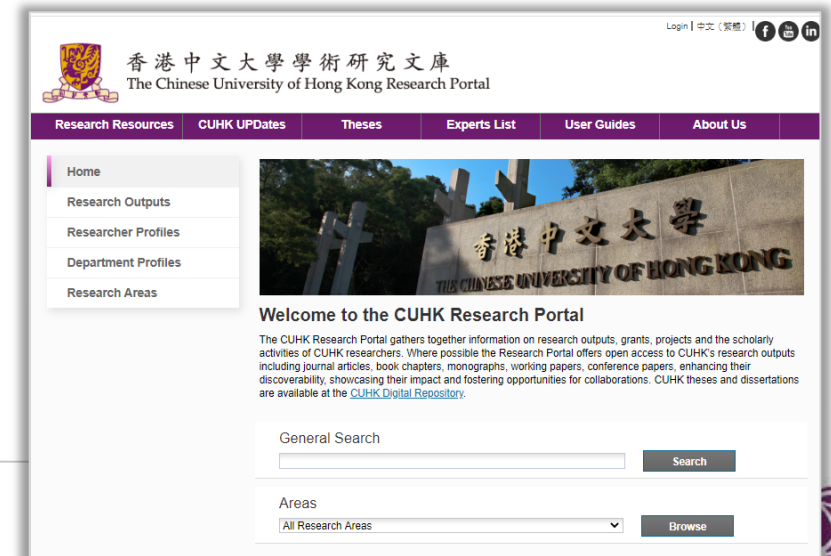 Login | 中文 (繁體) |
香港中文大學學術研究文庫
The Chinese University of Hong Kong Research Portal
Research Resources CUHK UPDates Theses Experts List User Guides About Us
Home
Research Outputs
Researcher Profiles
Department Profiles
Research Areas
香港中文大學
THE CHINESE UNIVERSITY OF HONG KONG
Welcome to the CUHK Research Portal
The CUHK Research Portal gathers together information on research outputs, grants, projects and the scholarly
activities of CUHK researchers. Where possible the Research Portal offers open access to CUHK's research outputs
including journal articles, book chapters, monographs, working papers, conference papers, enhancing their
discoverability, showcasing their impact and fostering opportunities for collaborations. CUHK theses and dissertations
are available at the CUHK Digital Repository.
General Search
Search
Areas
All Research Areas
Browse